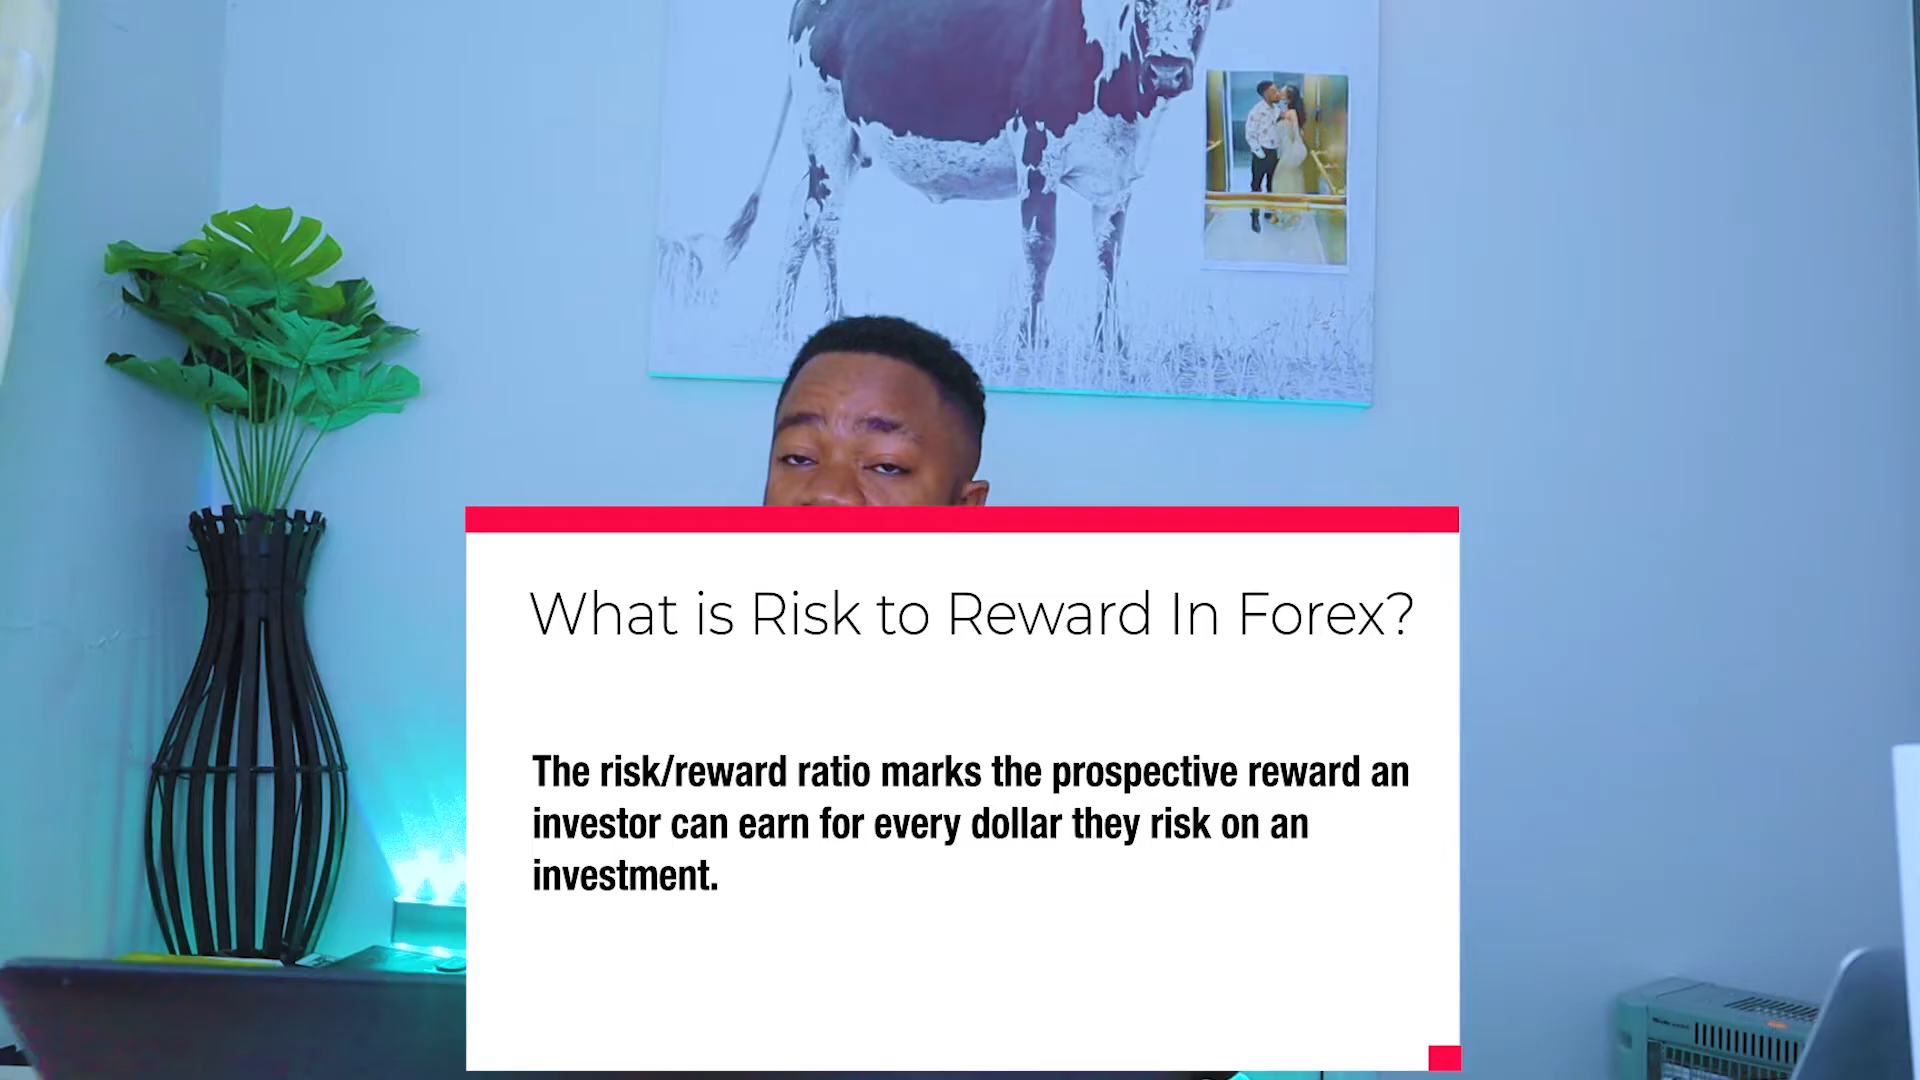 What is Risk to Reward In Forex?
The risk/reward ratio marks the prospective reward an
investor can earn for every dollar they risk on an
investment.